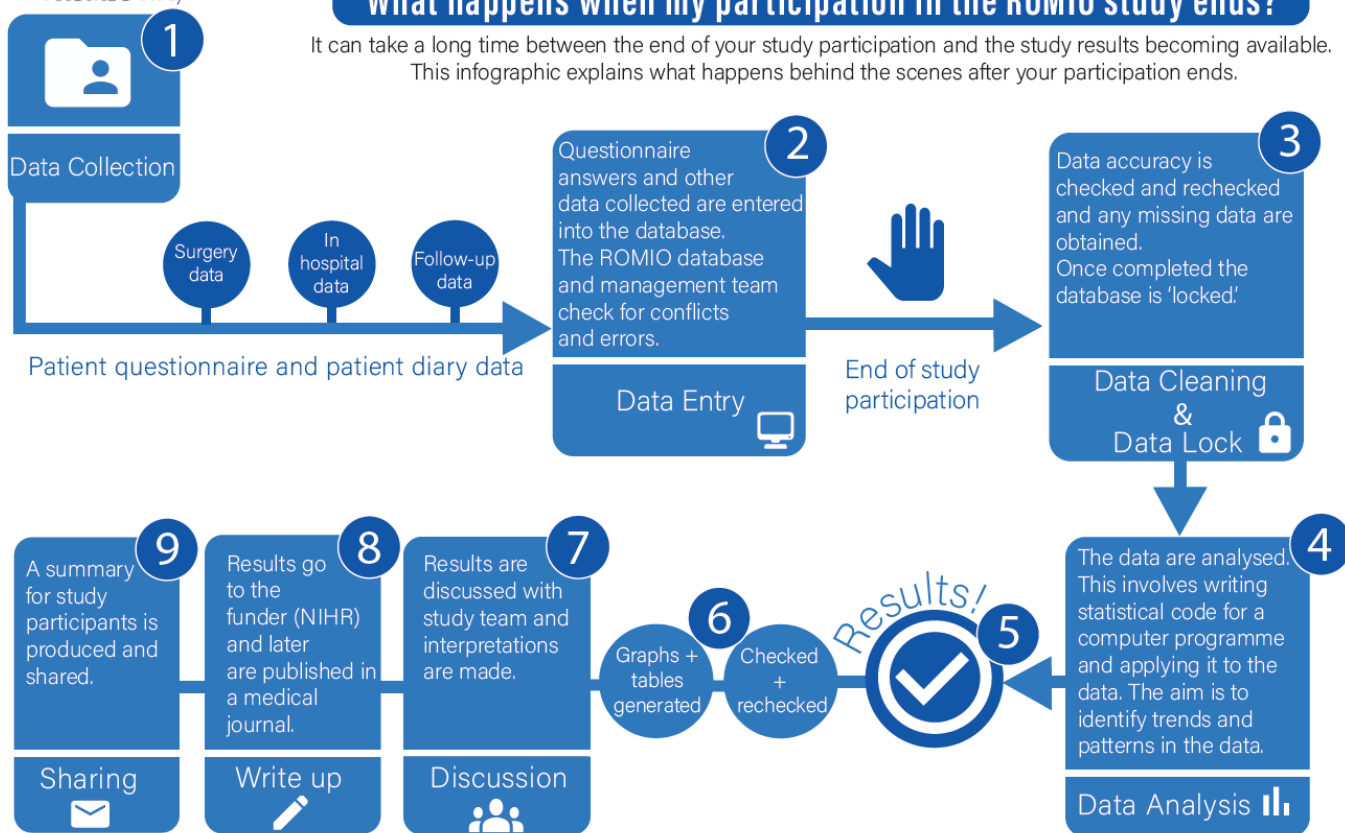 What happens when my participation in the ROMIO study ends?
It can take a long time between the end of your study participation and the study results becoming available.
This infographic explains what happens behind the scenes after your participation ends.
1
Data Collection
Surgery
data
In
hospital
data
Follow-up
data
Patient questionnaire and patient diary data
2
Questionnaire
answers and other
data collected are entered
into the database.
The ROMIO database
and management team
check for conflicts
and errors.
Data Entry
End of study
participation
3
Data accuracy is
checked and rechecked
and any missing data are
obtained.
Once completed the
database is ‘locked.’
Data Cleaning
&
Data Lock
4
The data are analysed.
This involves writing
statistical code for a
computer programme
and applying it to the
data. The aim is to
identify trends and
patterns in the data.
Data Analysis
Results!
5
6
Checked
+
rechecked
Graphs +
tables
generated
7
Results are
discussed with
study team and
interpretations
are made.
Discussion
8
Results go
to the
funder (NIHR)
and later
are published in
a medical
journal.
Write up
9
A summary
for study
participants is
produced and
shared.
Sharing